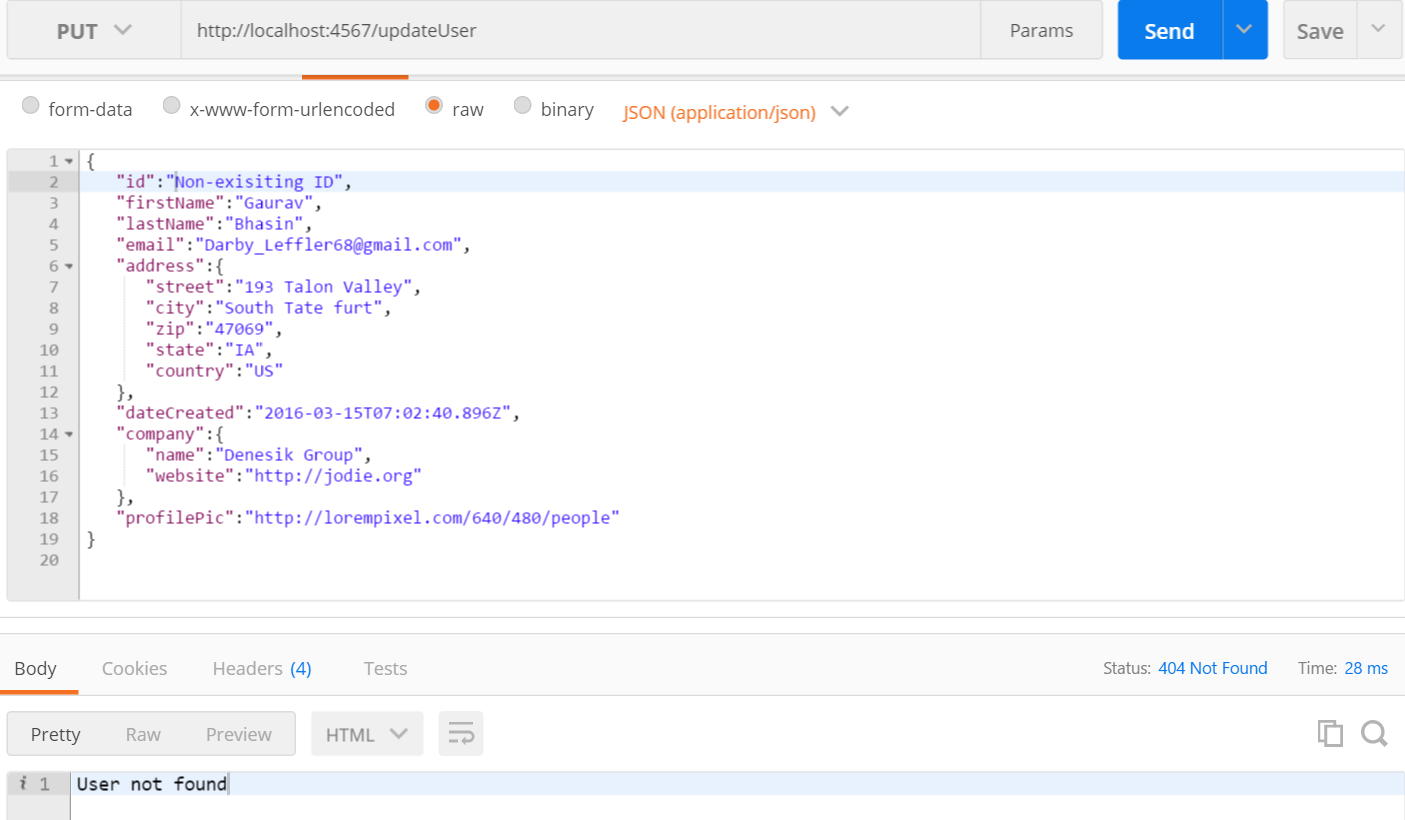 PUT http://localhost:4567/updateUser Params Send Save
form-data x-www-form-urlencoded raw binary JSON (application/json)
1 {
2 "id":"Non-exisiting ID",
3 "firstName":"Gaurav",
4 "lastName":"Bhasin",
5 "email":"Darby_Leffler68@gmail.com",
6 "address":{
7 "street":"193 Talon Valley",
8 "city":"South Tate furt",
9 "zip":"47069",
10 "state":"IA",
11 "country":"US"
12 },
13 "dateCreated":"2016-03-15T07:02:40.896Z",
14 "company":{
15 "name":"Denesik Group",
16 "website":"http://jodie.org"
17 },
18 "profilePic":"http://lorempixel.com/640/480/people"
19 }
20
Body Cookies Headers (4) Tests Status: 404 Not Found Time: 28 ms
Pretty Raw Preview HTML
i 1 User not found